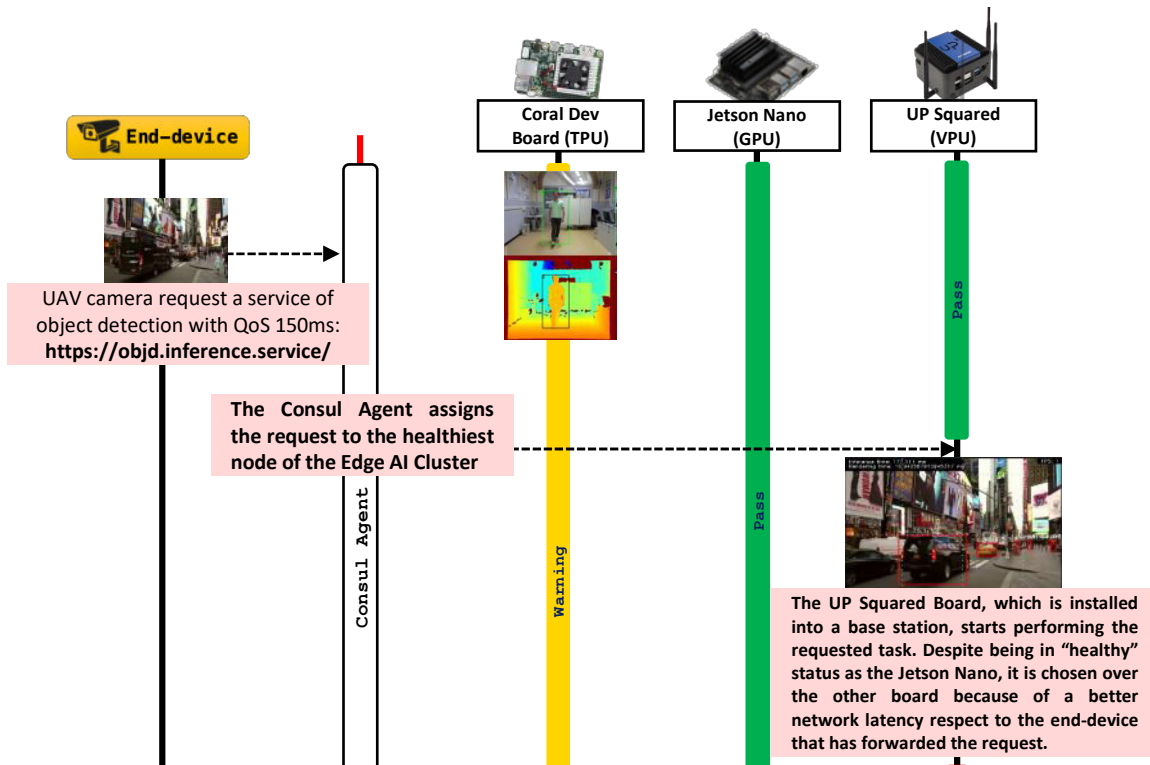 Coral Dev
Board (TPU)
Jetson Nano
(GPU)
UP Squared
(VPU)
End-device
UAV camera request a service of
object detection with QoS 150ms:
https://objd.inference.service/
Pass
The Consul Agent assigns
the request to the healthiest
node of the Edge AI Cluster
Consul Agent
Warning
Pass
The UP Squared Board, which is installed
into a base station, starts performing the
requested task. Despite being in “healthy”
status as the Jetson Nano, it is chosen over
the other board because of a better
network latency respect to the end-device
that has forwarded the request.